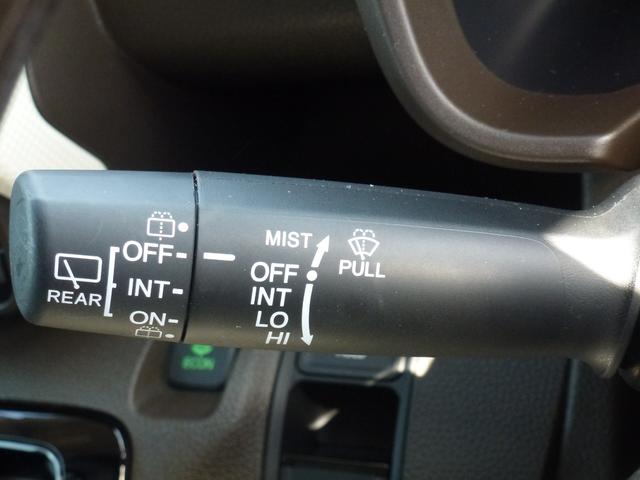 REAR
OFF
INT
ON
MIST
OFF
INT
LO
HI
PULL
ECON